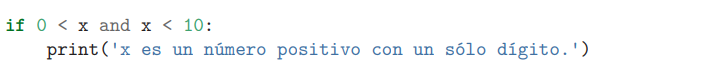 if 0 < x and x < 10:
    print('x es un número positivo con un sólo dígito.')